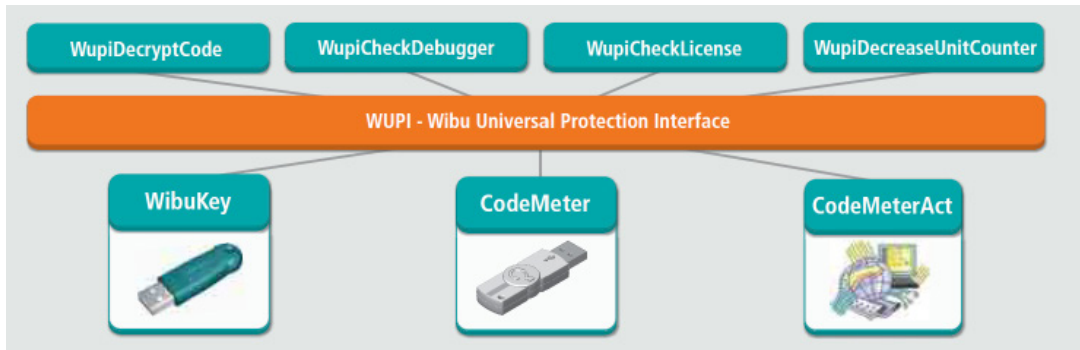 WupiDecryptCode
WupiCheckDebugger
WupiCheckLicense
WupiDecreaseUnitCounter
WUPI - Wibu Universal Protection Interface
WibuKey
CodeMeter
CodeMeterAct